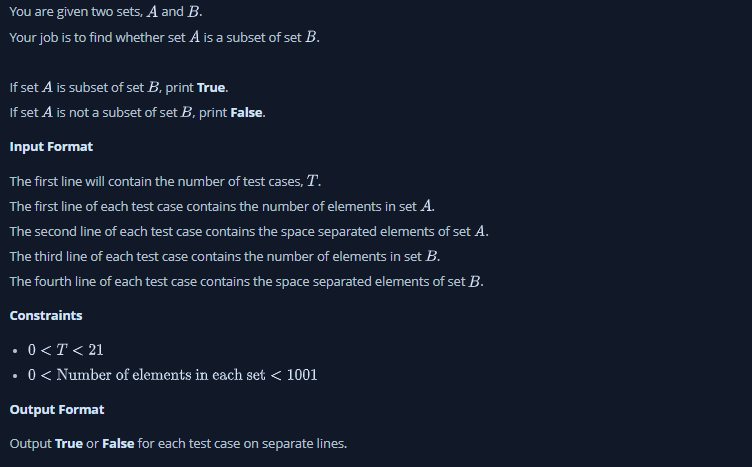 You are given two sets, A and B.
Your job is to find whether set A is a subset of set B.
If set A is subset of set B, print True.
If set A is not a subset of set B, print False.
Input Format
The first line will contain the number of test cases, T.
The first line of each test case contains the number of elements in set A.
The second line of each test case contains the space separated elements of set A.
The third line of each test case contains the number of elements in set B.
The fourth line of each test case contains the space separated elements of set B.
Constraints
• 0 < T < 21
• 0 < Number of elements in each set < 1001
Output Format
Output True or False for each test case on separate lines.